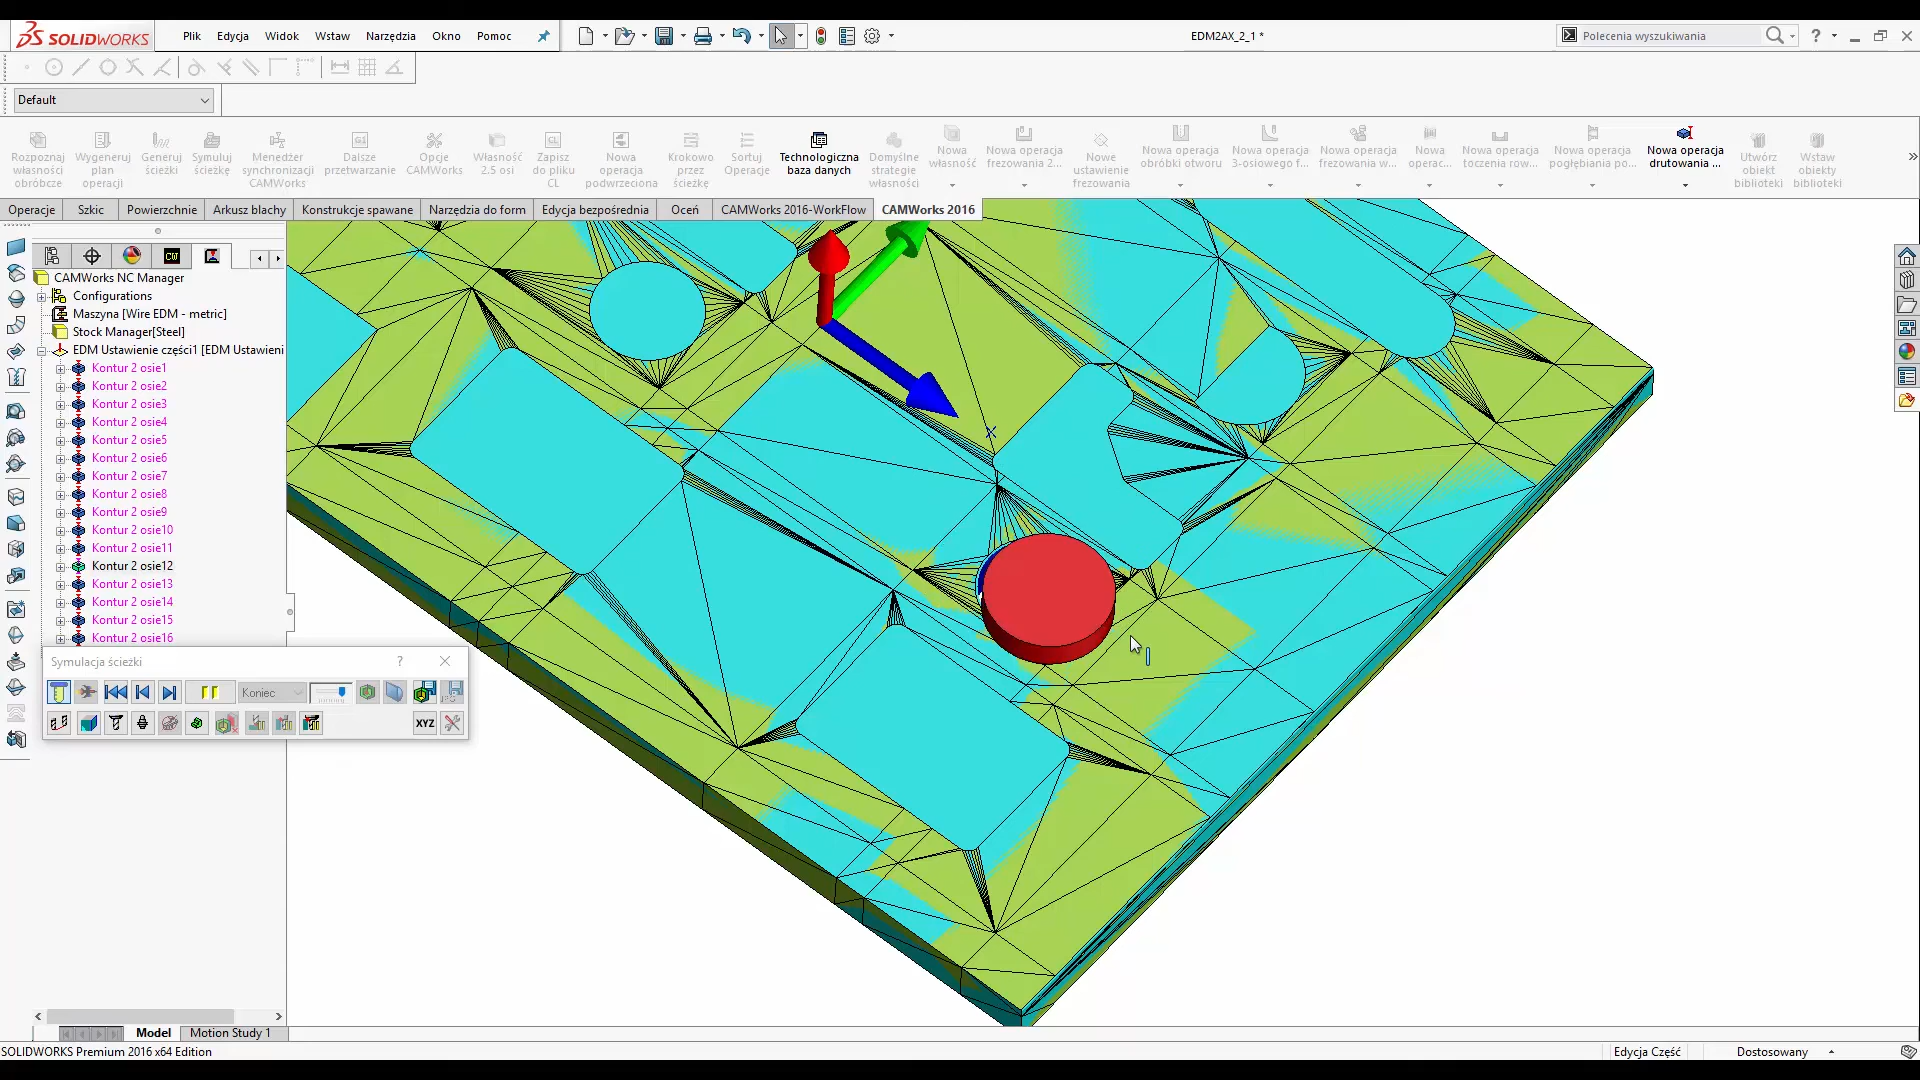 SOLIDWORKS
Plik Edycja Widok Wstaw Narzędzia Okno Pomoc
EDM2AX_2_1 *
Polecenia wyszukiwania
?
Default
Rozpoznaj właśności obróbcze
Wygeneruj plan operacji
Generuj ścieżki
Symuluj ścieżkę
Menedżer synchronizacji CAMWorks
Dalsze przetwarzanie
Opcje CAMWorks
Własność 2.5 osi
Zapisz do pliku CL
Nowa operacja podwrzeciona
Krokowo przez ścieżkę
Sortuj Operacje
Technologiczna baza danych
Domyślne strategie własności
Nowa własność
Nowa operacja frezowania 2...
Nowe ustawienie frezowania
Nowa operacja obróbki otworu
Nowa operacja 3-osiowego f...
Nowa operacja frezowania w...
Nowa operac...
Nowa operacja toczenia row...
Nowa operacja pogłębiania po...
Nowa operacja drutowania ...
Utwórz obiekt biblioteki
Wstaw obiekty biblioteki
Operacje Szkic Powierzchnie Arkusz blachy Konstrukcje spawane Narzędzia do form Edycja bezpośrednia Oceń CAMWorks 2016-WorkFlow CAMWorks 2016
CAMWorks NC Manager
Configurations
Maszyna [Wire EDM - metric]
Stock Manager[Steel]
EDM Ustawienie części1 [EDM Ustawieni
Kontur 2 osie1
Kontur 2 osie2
Kontur 2 osie3
Kontur 2 osie4
Kontur 2 osie5
Kontur 2 osie6
Kontur 2 osie7
Kontur 2 osie8
Kontur 2 osie9
Kontur 2 osie10
Kontur 2 osie11
Kontur 2 osie12
Kontur 2 osie13
Kontur 2 osie14
Kontur 2 osie15
Kontur 2 osie16
Symulacja ścieżki ?
Koniec
XYZ
Model Motion Study 1
SOLIDWORKS Premium 2016 x64 Edition
Edycja Część Dostosowany